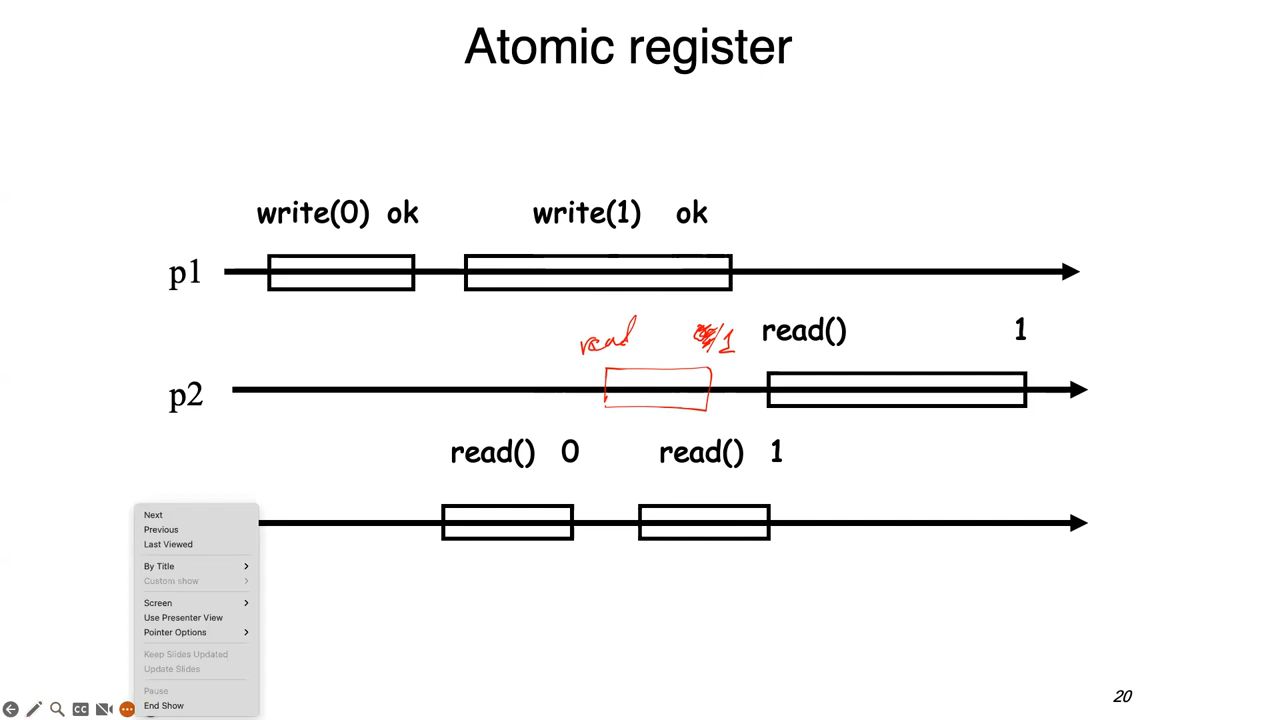 Atomic register
write(0) ok write(1) ok
p1
read /1 read() 1
p2
read() 0 read() 1
Next
Previous
Last Viewed
By Title
Custom show
Screen
Use Presenter View
Pointer Options
Keep Slides Updated
Update Slides
Pause
End Show
CC
20